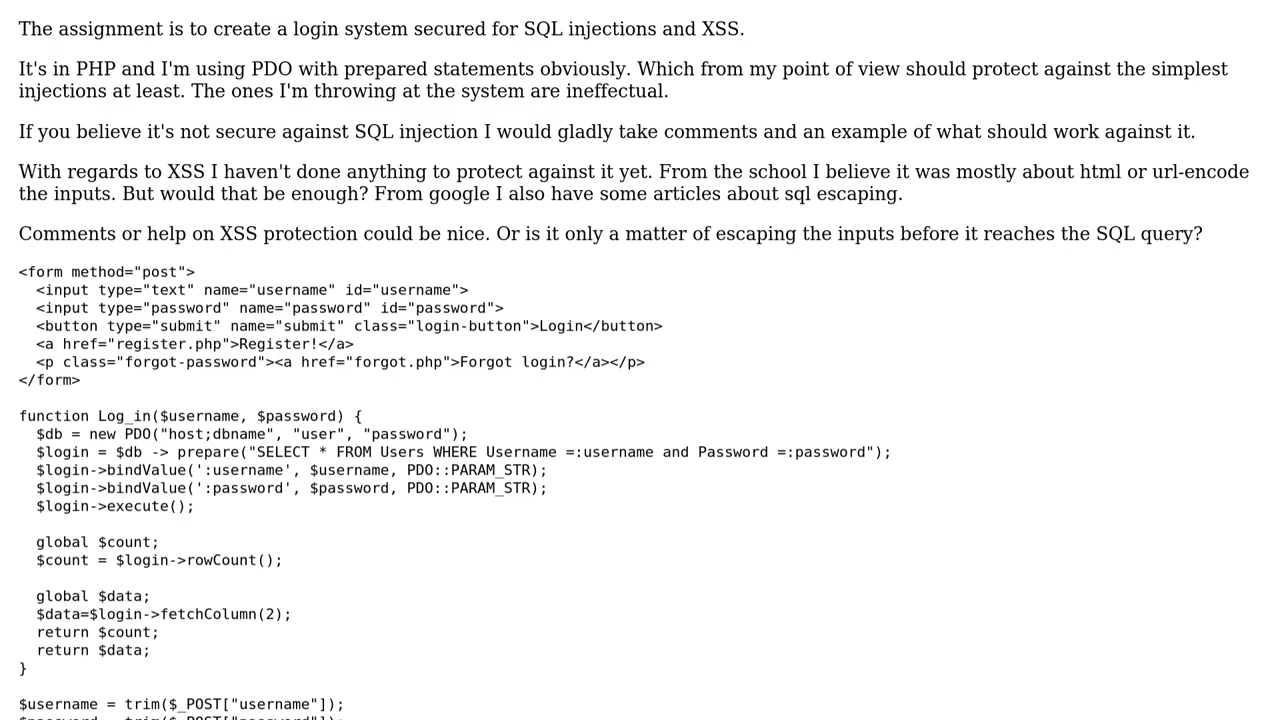 The assignment is to create a login system secured for SQL injections and XSS.
It's in PHP and I'm using PDO with prepared statements obviously. Which from my point of view should protect against the simplest
injections at least. The ones I'm throwing at the system are ineffectual.
If you believe it's not secure against SQL injection I would gladly take comments and an example of what should work against it.
With regards to XSS I haven't done anything to protect against it yet. From the school I believe it was mostly about html or url-encode
the inputs. But would that be enough? From google I also have some articles about sql escaping.
Comments or help on XSS protection could be nice. Or is it only a matter of escaping the inputs before it reaches the SQL query?
<form method="post">
  <input type="text" name="username" id="username">
  <input type="password" name="password" id="password">
  <button type="submit" name="submit" class="login-button">Login</button>
  <a href="register.php">Register!</a>
  <p class="forgot-password"><a href="forgot.php">Forgot login?</a></p>
</form>
function Log_in($username, $password) {
  $db = new PDO("host;dbname", "user", "password");
  $login = $db -> prepare("SELECT * FROM Users WHERE Username =:username and Password =:password");
  $login->bindValue(':username', $username, PDO::PARAM_STR);
  $login->bindValue(':password', $password, PDO::PARAM_STR);
  $login->execute();
  global $count;
  $count = $login->rowCount();
  global $data;
  $data=$login->fetchColumn(2);
  return $count;
  return $data;
}
$username = trim($_POST["username"]);
$password = trim($_POST["password"]);